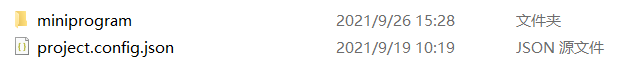 miniprogram 2021/9/26 15:28 文件夹
project.config.json 2021/9/19 10:19 JSON 源文件